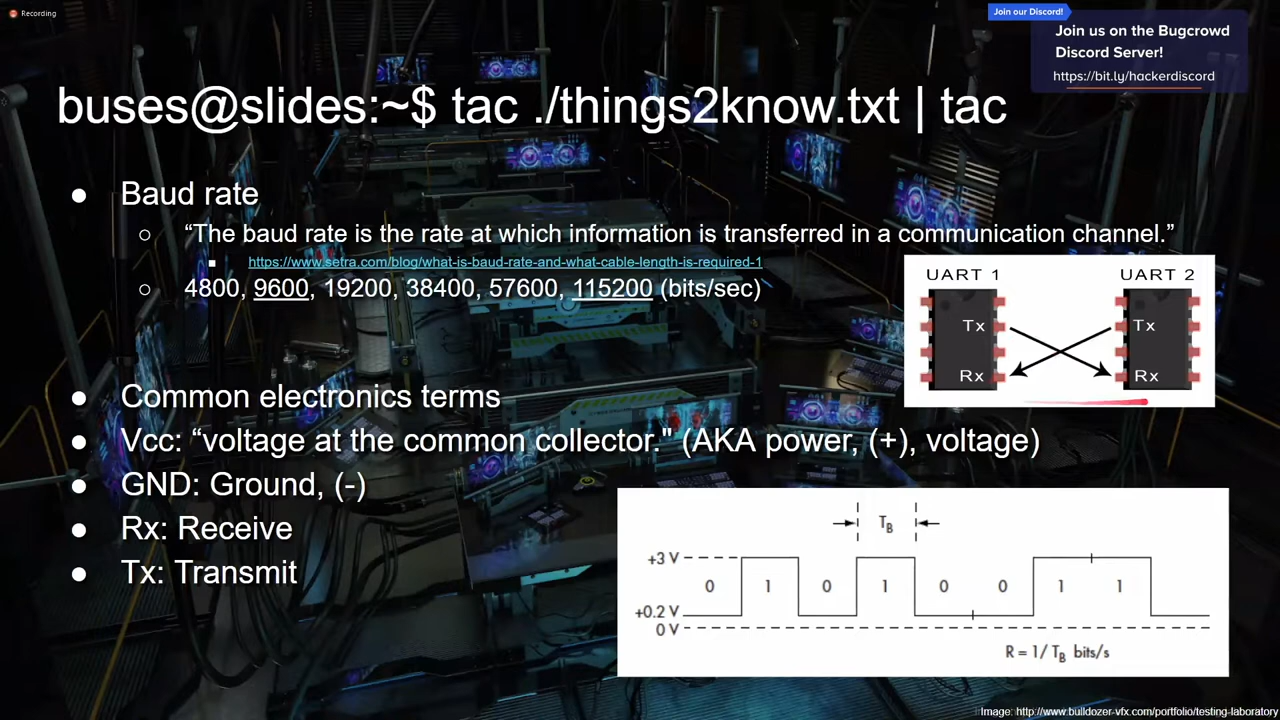 Recording
Join our Discord!
Join us on the Bugcrowd
Discord Server!
https://bit.ly/hackerdiscord
buses@slides:~$ tac ./things2know.txt | tac
● Baud rate
○ “The baud rate is the rate at which information is transferred in a communication channel.”
■ https://www.setra.com/blog/what-is-baud-rate-and-what-cable-length-is-required-1
○ 4800, 9600, 19200, 38400, 57600, 115200 (bits/sec)
UART 1 UART 2
Tx Tx
Rx Rx
● Common electronics terms
● Vcc: “voltage at the common collector." (AKA power, (+), voltage)
● GND: Ground, (-)
● Rx: Receive
● Tx: Transmit
TB
+3 V
0 1 0 1 0 0 1 1
+0.2 V
0 V
R = 1/ TB bits/s
Image: http://www.bulldozer-vfx.com/portfolio/testing-laboratory